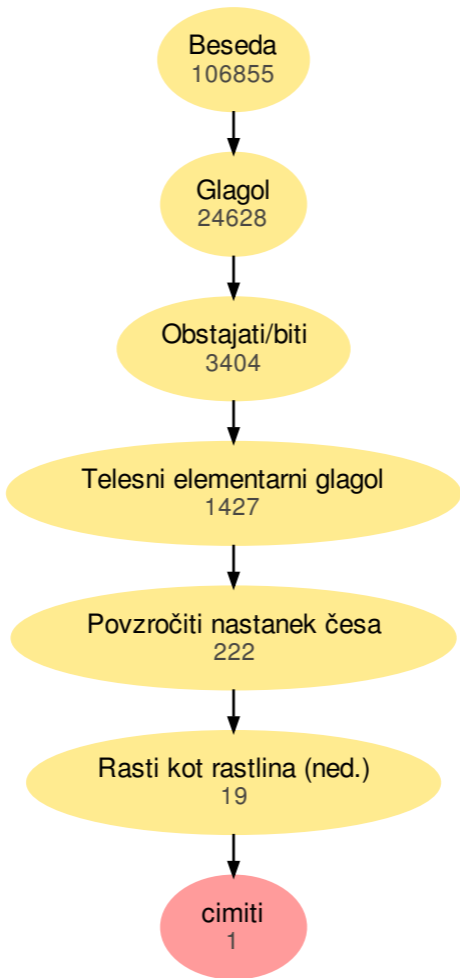 Beseda
106855
Glagol
24628
Obstajati/biti
3404
Telesni elementarni glagol
1427
Povzročiti nastanek česa
222
Rasti kot rastlina (ned.)
19
cimiti
1